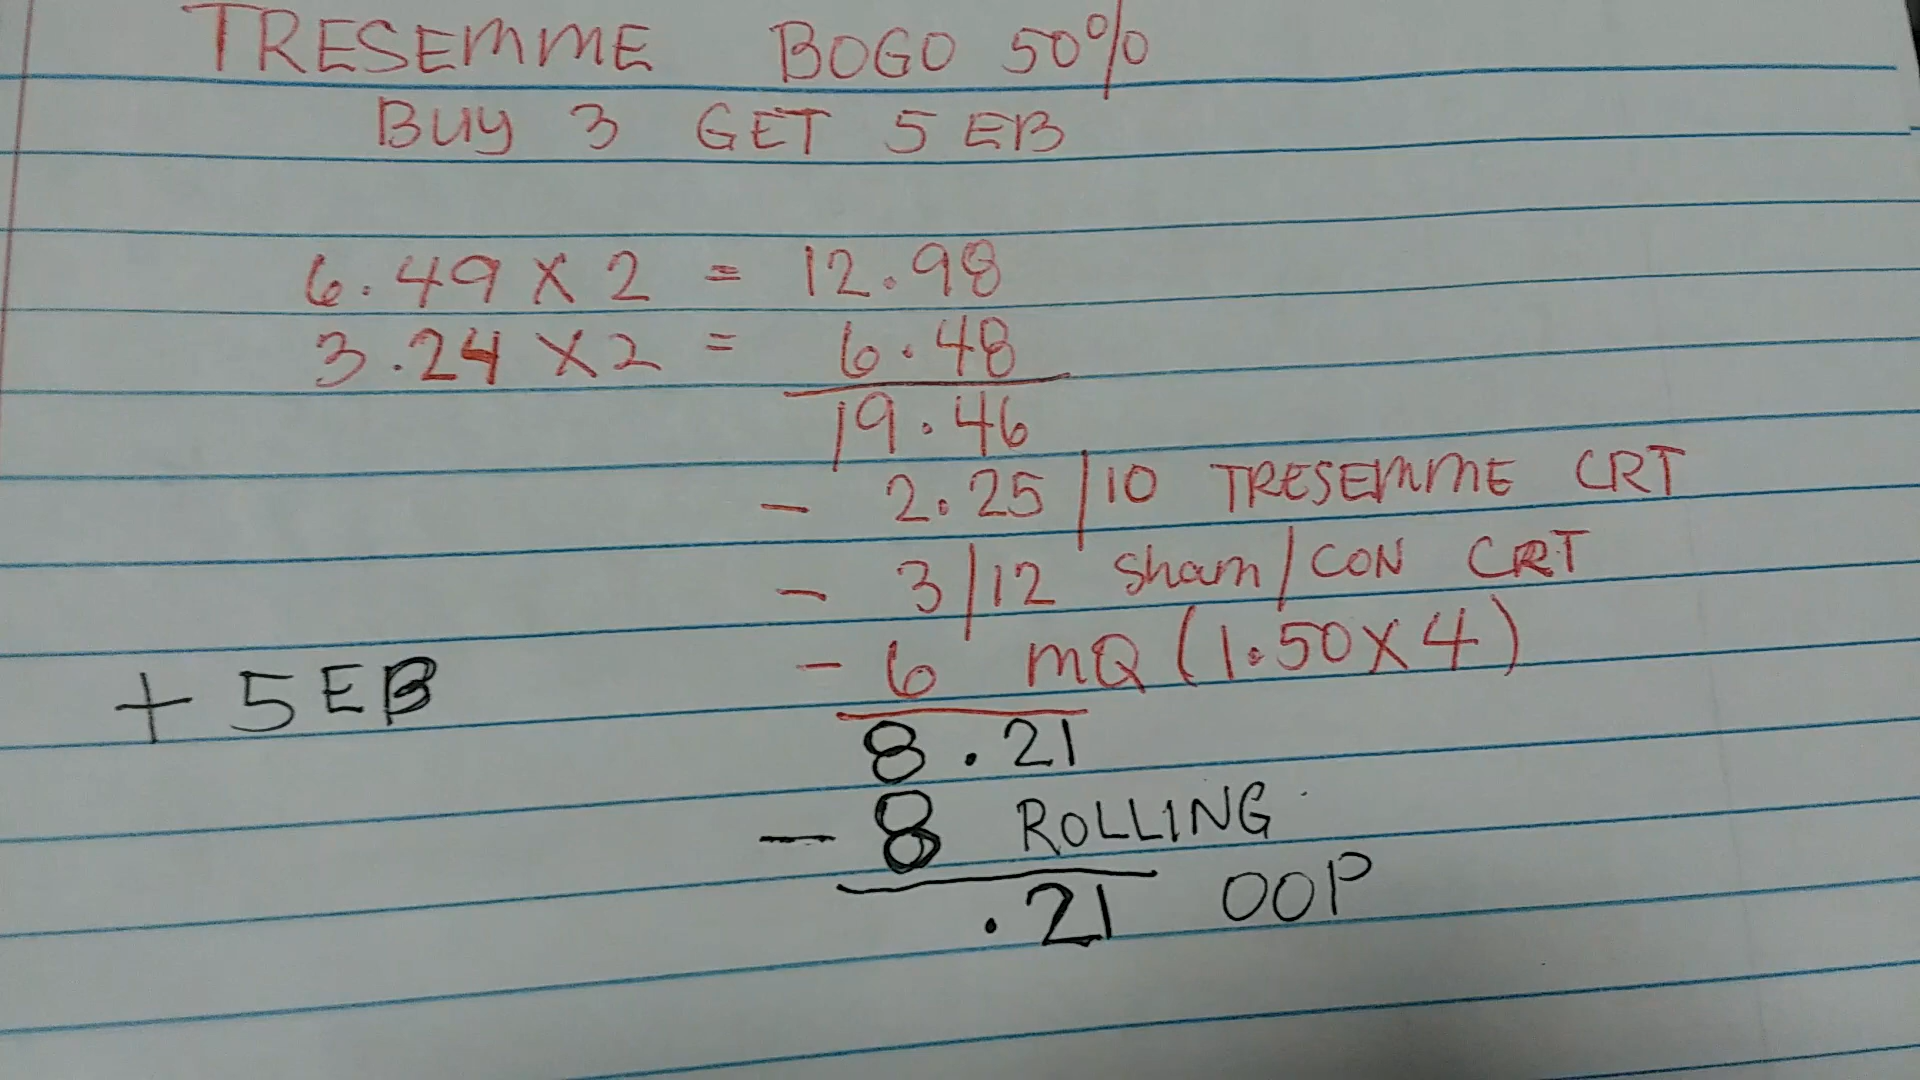 TRESEMME BOGO 50%
BUY 3 GET 5 EB
6.49 X 2 = 12.98
3.24 X 2 = 6.48
19.46
- 2.25/10 TRESEMME CRT
- 3/12 Sham/CON CRT
- 6 MQ (1.50X4)
+ 5 EB
8.21
- 8 ROLLING
.21 OOP